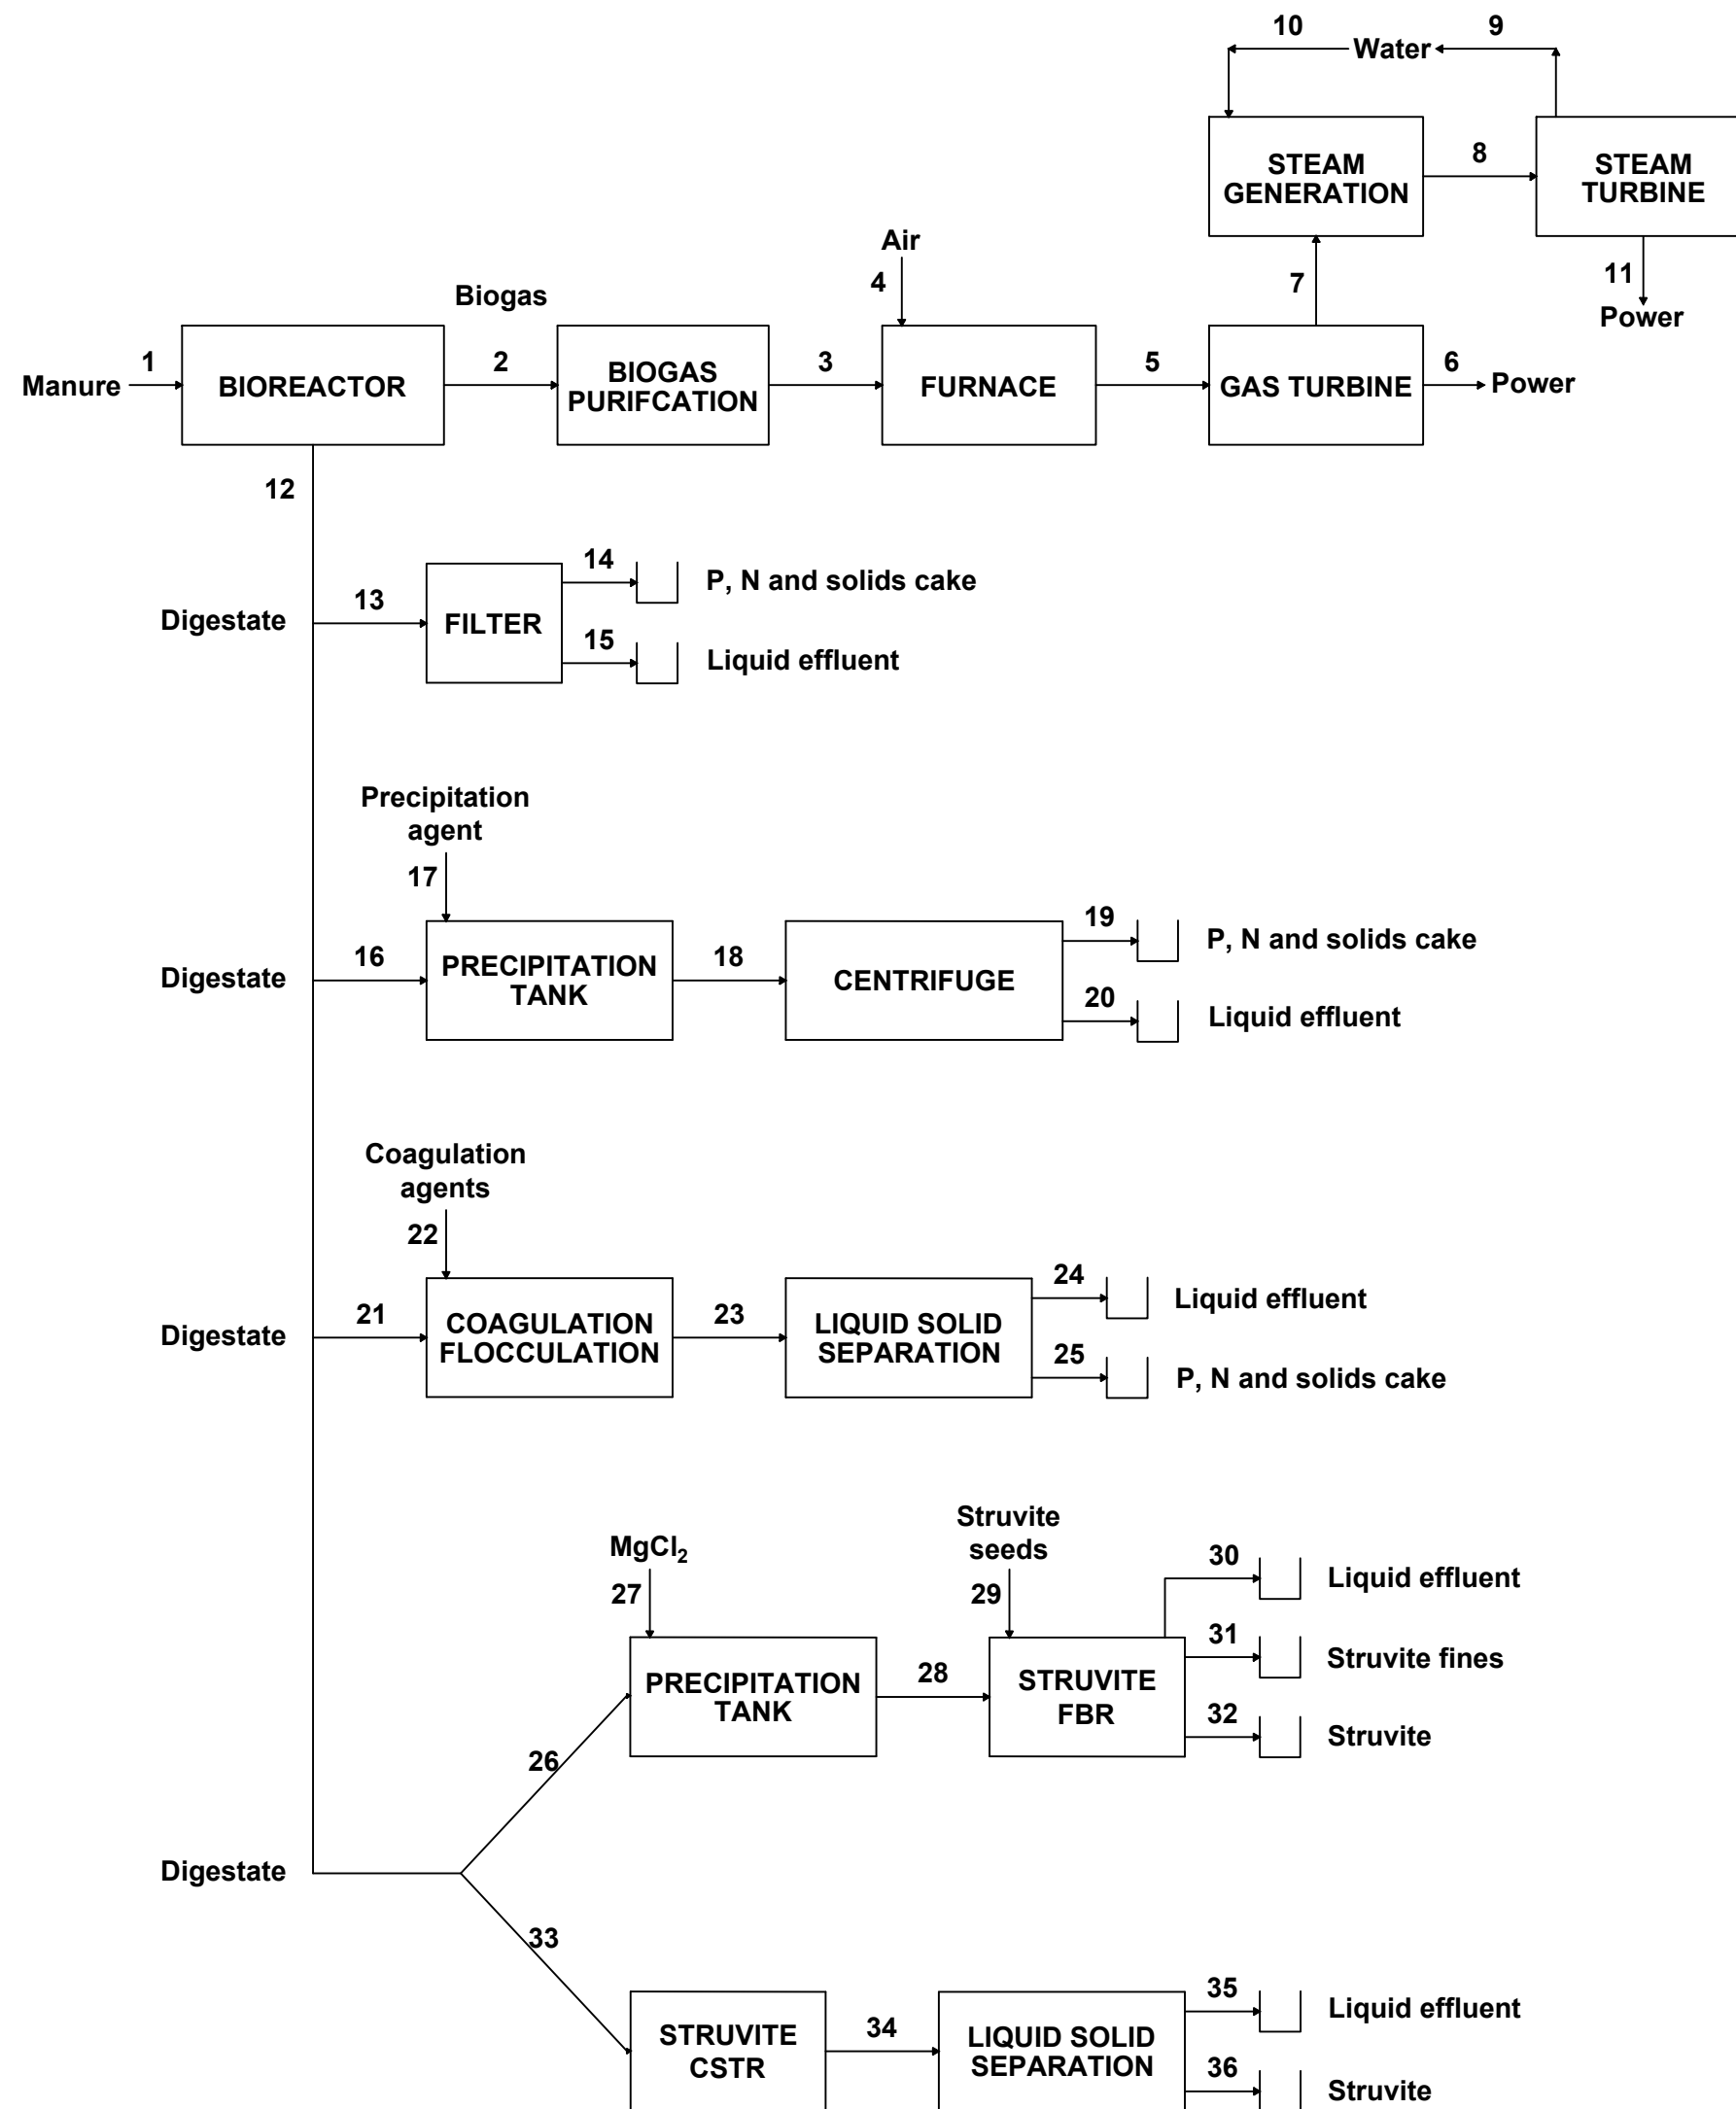 10
Water
9
STEAM
GENERATION
8
STEAM
TURBINE
Air
4
7
11
Power
Biogas
Manure
1
BIOREACTOR
2
BIOGAS
PURIFCATION
3
FURNACE
5
GAS TURBINE
6
Power
12
Digestate
13
FILTER
14
P, N and solids cake
15
Liquid effluent
Precipitation
agent
17
Digestate
16
PRECIPITATION
TANK
18
CENTRIFUGE
19
P, N and solids cake
20
Liquid effluent
Coagulation
agents
22
Digestate
21
COAGULATION
FLOCCULATION
23
LIQUID SOLID
SEPARATION
24
Liquid effluent
25
P, N and solids cake
MgCl₂
27
Struvite
seeds
29
26
PRECIPITATION
TANK
28
STRUVITE
FBR
30
Liquid effluent
31
Struvite fines
32
Struvite
Digestate
33
STRUVITE
CSTR
34
LIQUID SOLID
SEPARATION
35
Liquid effluent
36
Struvite